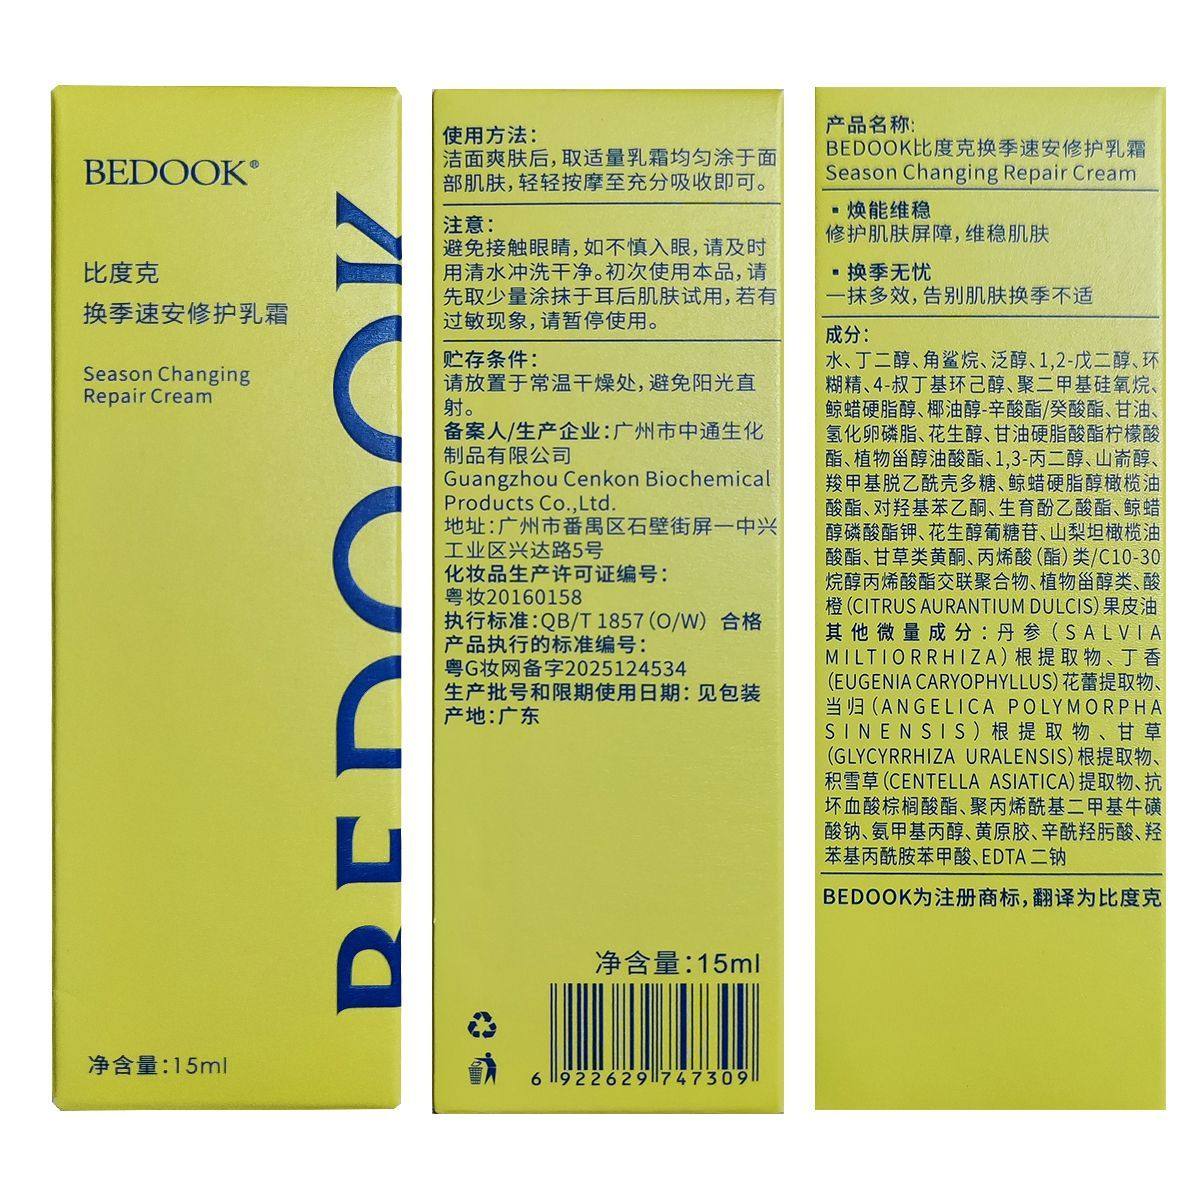 BEDOOK®
比度克
换季速安修护乳霜
Season Changing
Repair Cream
BEDOOK
净含量：15ml
使用方法：
洁面爽肤后，取适量乳霜均匀涂于面
部肌肤，轻轻按摩至充分吸收即可。
注意：
避免接触眼睛，如不慎入眼，请及时
用清水冲洗干净。初次使用本品，请
先取少量涂抹于耳后肌肤试用，若有
过敏现象，请暂停使用。
贮存条件：
请放置于常温干燥处，避免阳光直
射。
备案人/生产企业：广州市中通生化
制品有限公司
Guangzhou Cenkon Biochemical
Products Co.,Ltd.
地址：广州市番禺区石壁街屏一中兴
工业区兴达路5号
化妆品生产许可证编号：
粤妆20160158
执行标准：QB/T 1857（O/W） 合格
产品执行的标准编号：
粤G妆网备字2025124534
生产批号和限期使用日期：见包装
产地：广东
净含量：15ml
6 922629 747309
产品名称:
BEDOOK比度克换季速安修护乳霜
Season Changing Repair Cream
▪ 焕能维稳
修护肌肤屏障，维稳肌肤
▪ 换季无忧
一抹多效，告别肌肤换季不适
成分：
水、丁二醇、角鲨烷、泛醇、1,2-戊二醇、环
糊精、4-叔丁基环己醇、聚二甲基硅氧烷、
鲸蜡硬脂醇、椰油醇-辛酸酯/癸酸酯、甘油、
氢化卵磷脂、花生醇、甘油硬脂酸酯柠檬酸
酯、植物甾醇油酸酯、1,3-丙二醇、山嵛醇、
羧甲基脱乙酰壳多糖、鲸蜡硬脂醇橄榄油
酸酯、对羟基苯乙酮、生育酚乙酸酯、鲸蜡
醇磷酸酯钾、花生醇葡糖苷、山梨坦橄榄油
酸酯、甘草类黄酮、丙烯酸（酯）类/C10-30
烷醇丙烯酸酯交联聚合物、植物甾醇类、酸
橙（CITRUS AURANTIUM DULCIS）果皮油
其他微量成分：丹参（SALVIA
MILTIORRHIZA）根提取物、丁香
（EUGENIA CARYOPHYLLUS）花蕾提取物、
当归（ANGELICA POLYMORPHA
SINENSIS）根提取物、甘草
（GLYCYRRHIZA URALENSIS）根提取物、
积雪草（CENTELLA ASIATICA）提取物、抗
坏血酸棕榈酸酯、聚丙烯酰基二甲基牛磺
酸钠、氨甲基丙醇、黄原胶、辛酰羟肟酸、羟
苯基丙酰胺苯甲酸、EDTA 二钠
BEDOOK为注册商标，翻译为比度克